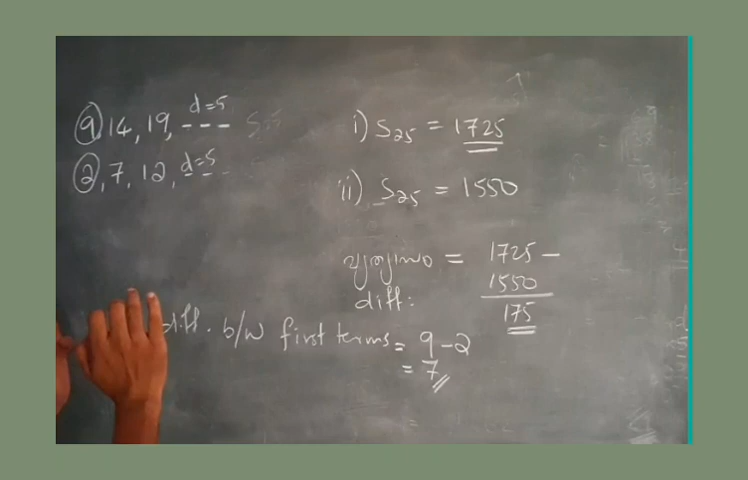 9, 14, 19, --- d=5
2, 7, 12, -- d=5
i) S₂₅ = 1725
ii) S₂₅ = 1550
വ്യത്യാസം = 1725 –
diff: 1550
175
diff. b/w first terms = 9-2
= 7